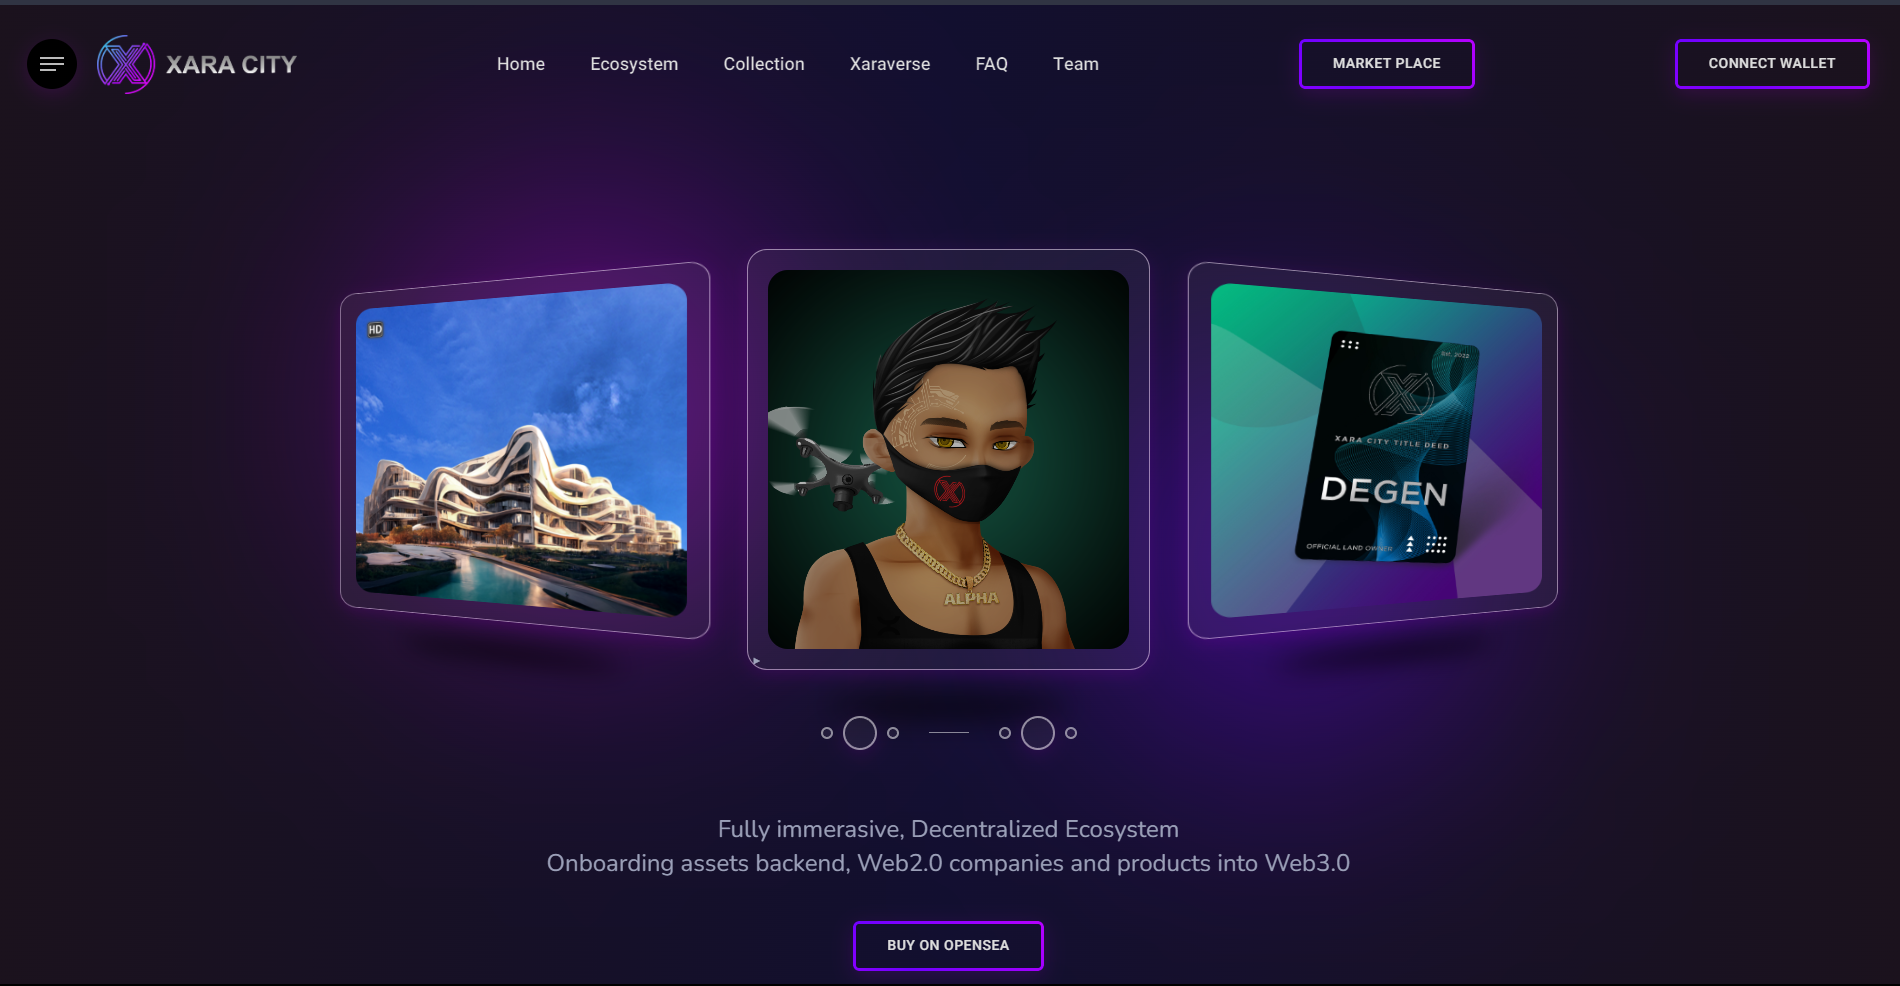 XARA CITY
Home
Ecosystem
Collection
Xaraverse
FAQ
Team
MARKET PLACE
CONNECT WALLET
HD
ALPHA
XARA CITY TITLE DEED
DEGEN
OFFICIAL LAND OWNER
Fully immerasive, Decentralized Ecosystem
Onboarding assets backend, Web2.0 companies and products into Web3.0
BUY ON OPENSEA